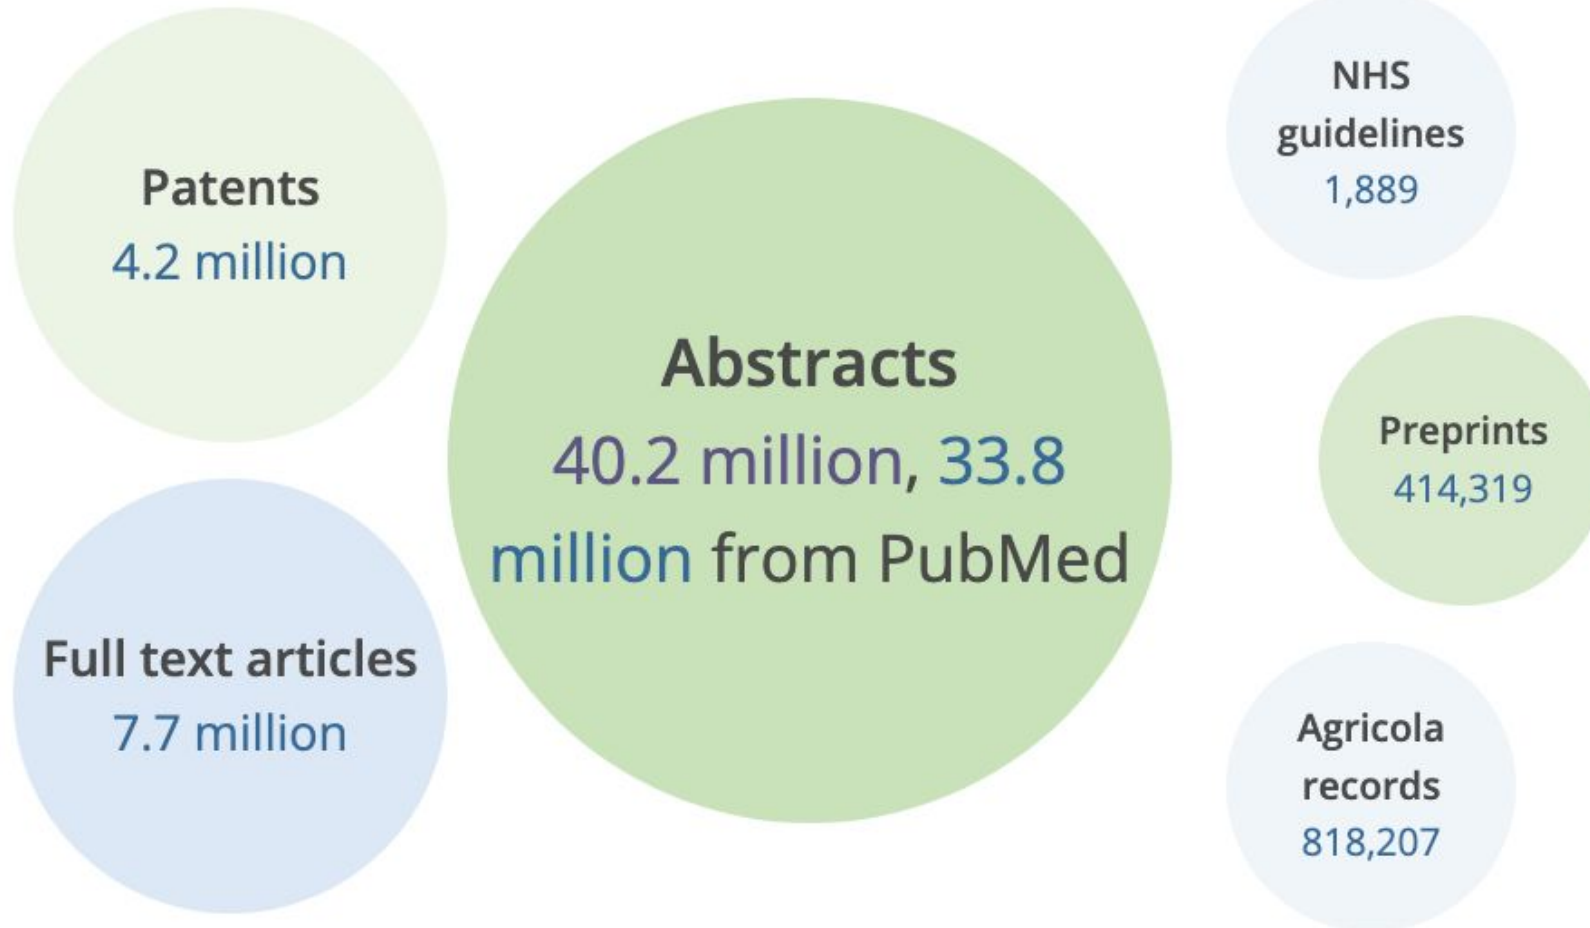 Patents
4.2 million
Full text articles
7.7 million
Abstracts
40.2 million, 33.8
million from PubMed
NHS
guidelines
1,889
Preprints
414,319
Agricola
records
818,207